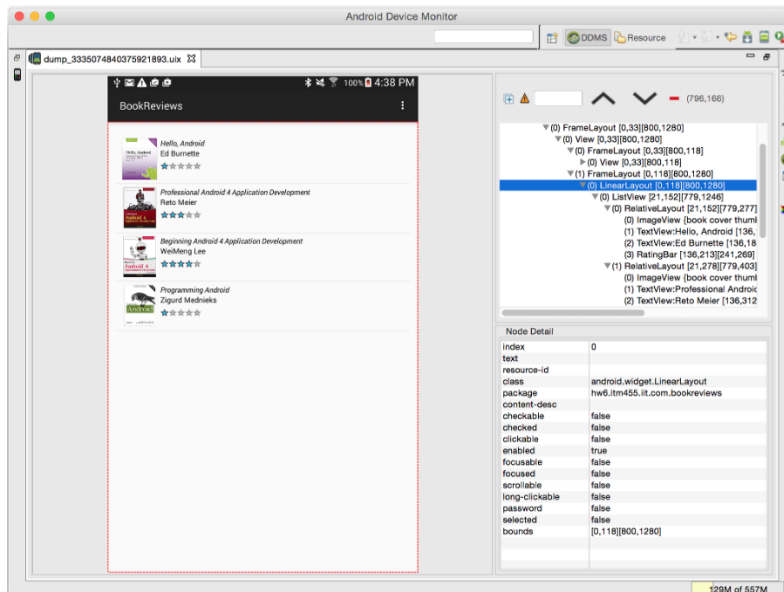 Android Device Monitor
DDMS Resource
dump_33350748403759​21893.uix
100% 4:38 PM
BookReviews
Hello, Android
Ed Burnette
Professional Android 4 Application Development
Reto Meier
Beginning Android 4 Application Development
WeiMeng Lee
Programming Android
Zigurd Mednieks
(796,166)
(0) FrameLayout [0,33][800,1280]
(0) View [0,33][800,1280]
(0) FrameLayout [0,33][800,118]
(0) View [0,33][800,118]
(1) FrameLayout [0,118][800,1280]
(0) LinearLayout [0,118][800,1280]
(0) ListView [21,152][779,1246]
(0) RelativeLayout [21,152][779,277]
(0) ImageView {book cover thuml
(1) TextView:Hello, Android [136,
(2) TextView:Ed Burnette [136,18
(3) RatingBar [136,213][241,269]
(1) RelativeLayout [21,278][779,403]
(0) ImageView {book cover thuml
(1) TextView:Professional Androic
(2) TextView:Reto Meier [136,312
Node Detail
index 0
text
resource-id
class android.widget.LinearLayout
package hw6.itm455.iit.com.bookreviews
content-desc
checkable false
checked false
clickable false
enabled true
focusable false
focused false
scrollable false
long-clickable false
password false
selected false
bounds [0,118][800,1280]
129M of 557M